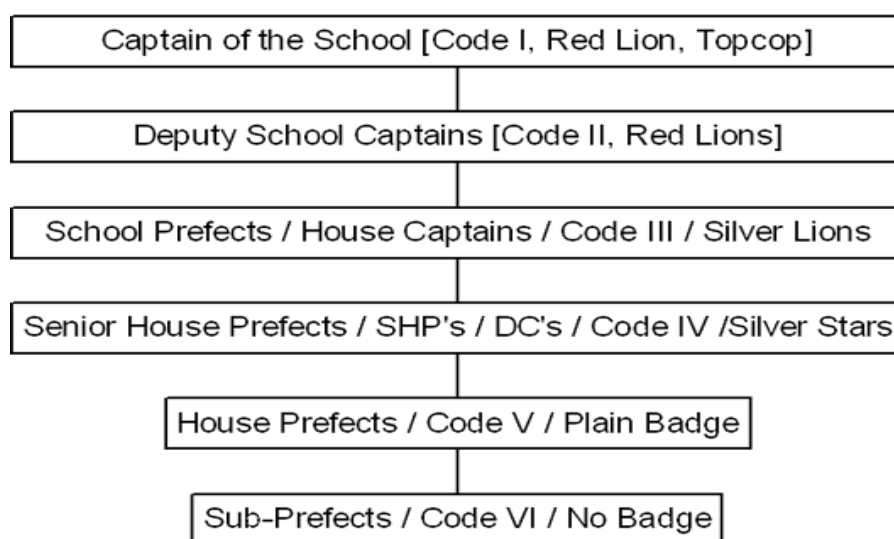 Captain of the School [Code I, Red Lion, Topcop]
Deputy School Captains [Code II, Red Lions]
School Prefects / House Captains / Code III / Silver Lions
Senior House Prefects / SHP's / DC's / Code IV /Silver Stars
House Prefects / Code V / Plain Badge
Sub-Prefects / Code VI / No Badge